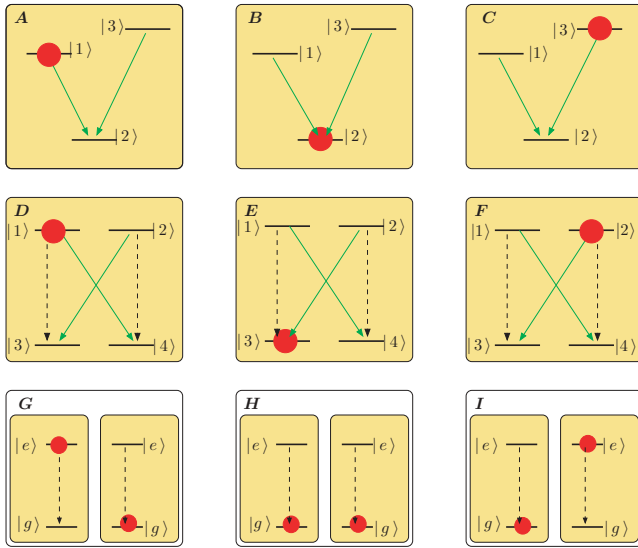 A
B
C
|3⟩
|3⟩
|3⟩
|1⟩
|1⟩
|1⟩
|2⟩
|2⟩
|2⟩
D
E
F
|1⟩ |2⟩
|1⟩ |2⟩
|1⟩ |2⟩
|3⟩ |4⟩
|3⟩ |4⟩
|3⟩ |4⟩
G
H
I
|e⟩ |e⟩
|e⟩ |e⟩
|e⟩ |e⟩
|g⟩ |g⟩
|g⟩ |g⟩
|g⟩ |g⟩